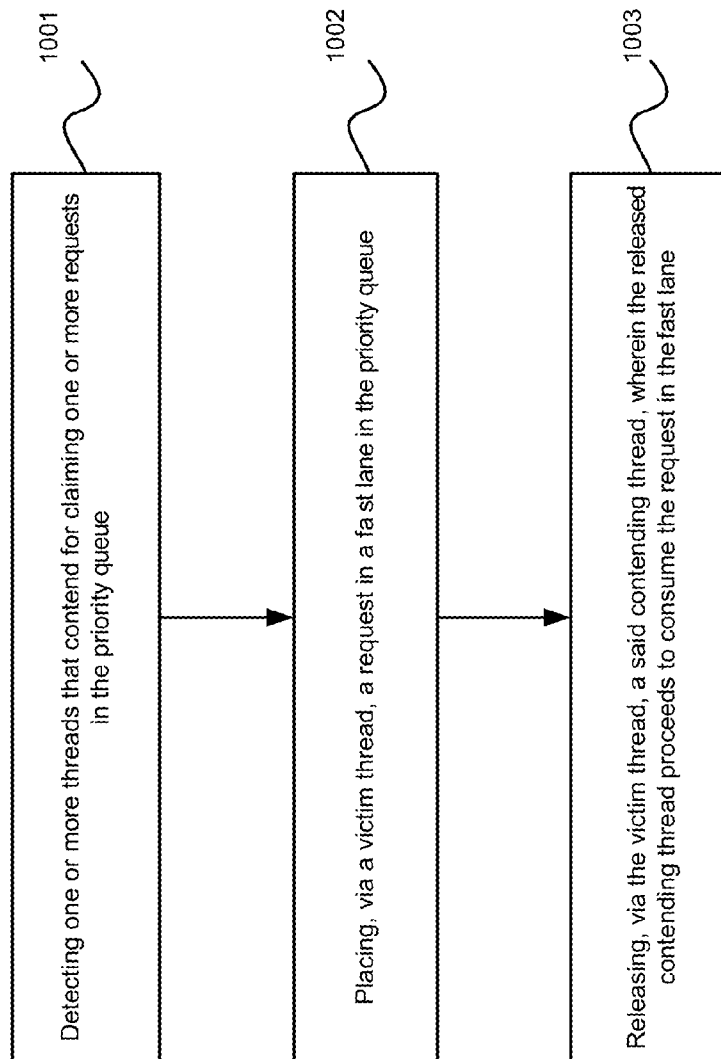 Detecting one or more threads that contend for claiming one or more requests
in the priority queue
1001
Placing, via a victim thread, a request in a fast lane in the priority queue
1002
Releasing, via the victim thread, a said contending thread, wherein the released
contending thread proceeds to consume the request in the fast lane
1003